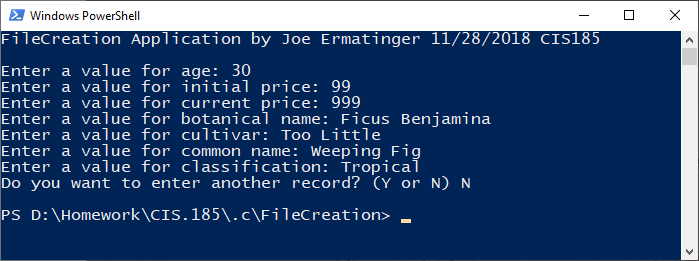 Windows PowerShell
FileCreation Application by Joe Ermatinger 11/28/2018 CIS185
Enter a value for age: 30
Enter a value for initial price: 99
Enter a value for current price: 999
Enter a value for botanical name: Ficus Benjamina
Enter a value for cultivar: Too Little
Enter a value for common name: Weeping Fig
Enter a value for classification: Tropical
Do you want to enter another record? (Y or N) N
PS D:\Homework\CIS.185\.c\FileCreation>